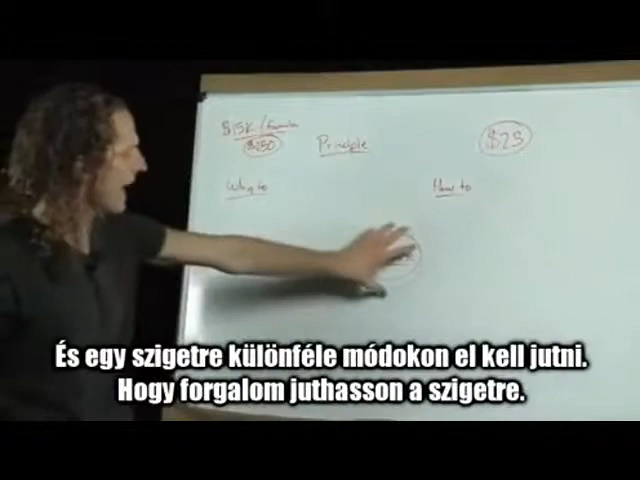 $15K / formula
$250
Principle
$25
Why to
How to
És egy szigetre különféle módokon el kell jutni.
Hogy forgalom juthasson a szigetre.